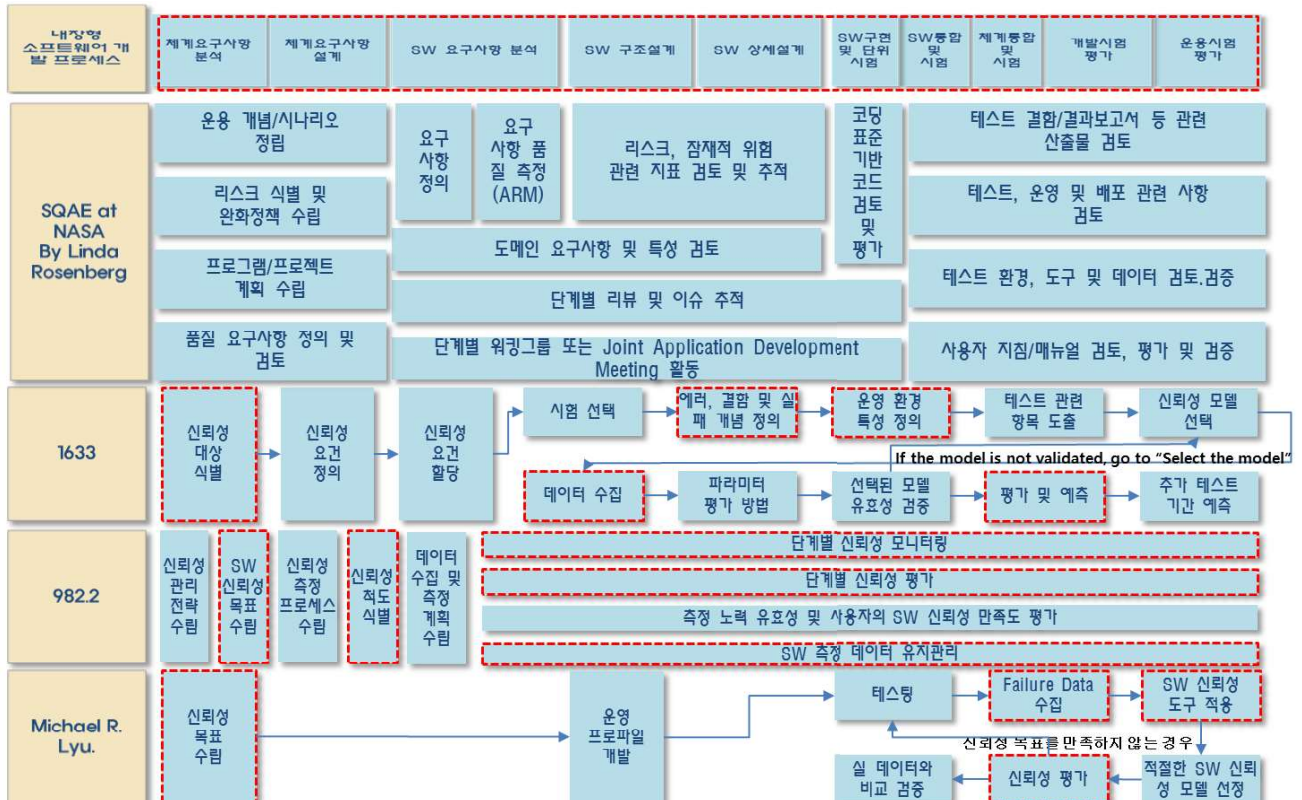 내장형
소프트웨어 개
발 프로세스
체계요구사항
분석
체계요구사항
설계
SW 요구사항 분석
SW 구조설계
SW 상세설계
SW구현
및 단위
시험
SW통합
및
시험
체계통합
및
시험
개발시험
평가
운용시험
평가
SQAE at
NASA
By Linda
Rosenberg
운용 개념/시나리오
정립
리스크 식별 및
완화정책 수립
프로그램/프로젝트
계획 수립
품질 요구사항 정의 및
검토
요구
사항
정의
요구
사항 품
질 측정
(ARM)
리스크, 잠재적 위험
관련 지표 검토 및 추적
도메인 요구사항 및 특성 검토
단계별 리뷰 및 이슈 추적
단계별 워킹그룹 또는 Joint Application Development
Meeting 활동
코딩
표준
기반
코드
검토
및
평가
테스트 결함/결과보고서 등 관련
산출물 검토
테스트, 운영 및 배포 관련 사항
검토
테스트 환경, 도구 및 데이터 검토.검증
사용자 지침/매뉴얼 검토, 평가 및 검증
1633
신뢰성
대상
식별
신뢰성
요건
정의
신뢰성
요건
할당
시험 선택
에러, 결함 및 실
패 개념 정의
운영 환경
특성 정의
테스트 관련
항목 도출
신뢰성 모델
선택
If the model is not validated, go to “Select the model”
데이터 수집
파라미터
평가 방법
선택된 모델
유효성 검증
평가 및 예측
추가 테스트
기간 예측
982.2
신뢰성
관리
전략
수립
SW
신뢰성
목표
수립
신뢰성
측정
프로세스
수립
신뢰성
척도
식별
데이터
수집 및
측정
계획
수립
단계별 신뢰성 모니터링
단계별 신뢰성 평가
측정 노력 유효성 및 사용자의 SW 신뢰성 만족도 평가
SW 측정 데이터 유지관리
Michael R.
Lyu.
신뢰성
목표
수립
운영
프로파일
개발
테스팅
Failure Data
수집
SW 신뢰성
도구 적용
신뢰성 목표를 만족하지 않는 경우
실 데이터와
비교 검증
신뢰성 평가
적절한 SW 신뢰
성 모델 선정